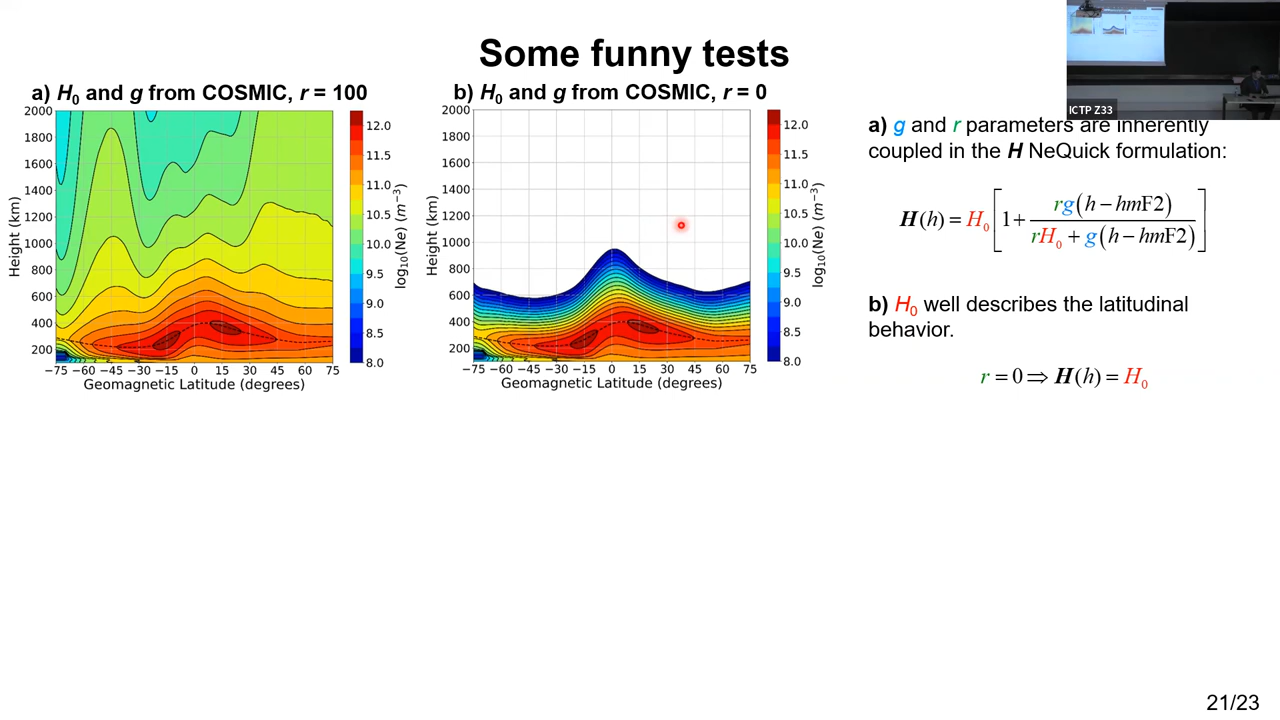 Some funny tests
a) H0 and g from COSMIC, r = 100
2000
1800
1600
1400
1200
1000
800
600
400
200
Height (km)
−75 −60 −45 −30 −15 0 15 30 45 60 75
Geomagnetic Latitude (degrees)
12.0
11.5
11.0
10.5
10.0
9.5
9.0
8.5
8.0
log10(Ne) (m−3)
b) H0 and g from COSMIC, r = 0
2000
1800
1600
1400
1200
1000
800
600
400
200
Height (km)
−75 −60 −45 −30 −15 0 15 30 45 60 75
Geomagnetic Latitude (degrees)
12.0
11.5
11.0
10.5
10.0
9.5
9.0
8.5
8.0
log10(Ne) (m−3)
ICTP Z33
a) g and r parameters are inherently
coupled in the H NeQuick formulation:
H(h) = H0[1+ rg(h − hmF2) / rH0 + g(h − hmF2)]
b) H0 well describes the latitudinal
behavior.
r = 0 ⇒ H(h) = H0
21/23